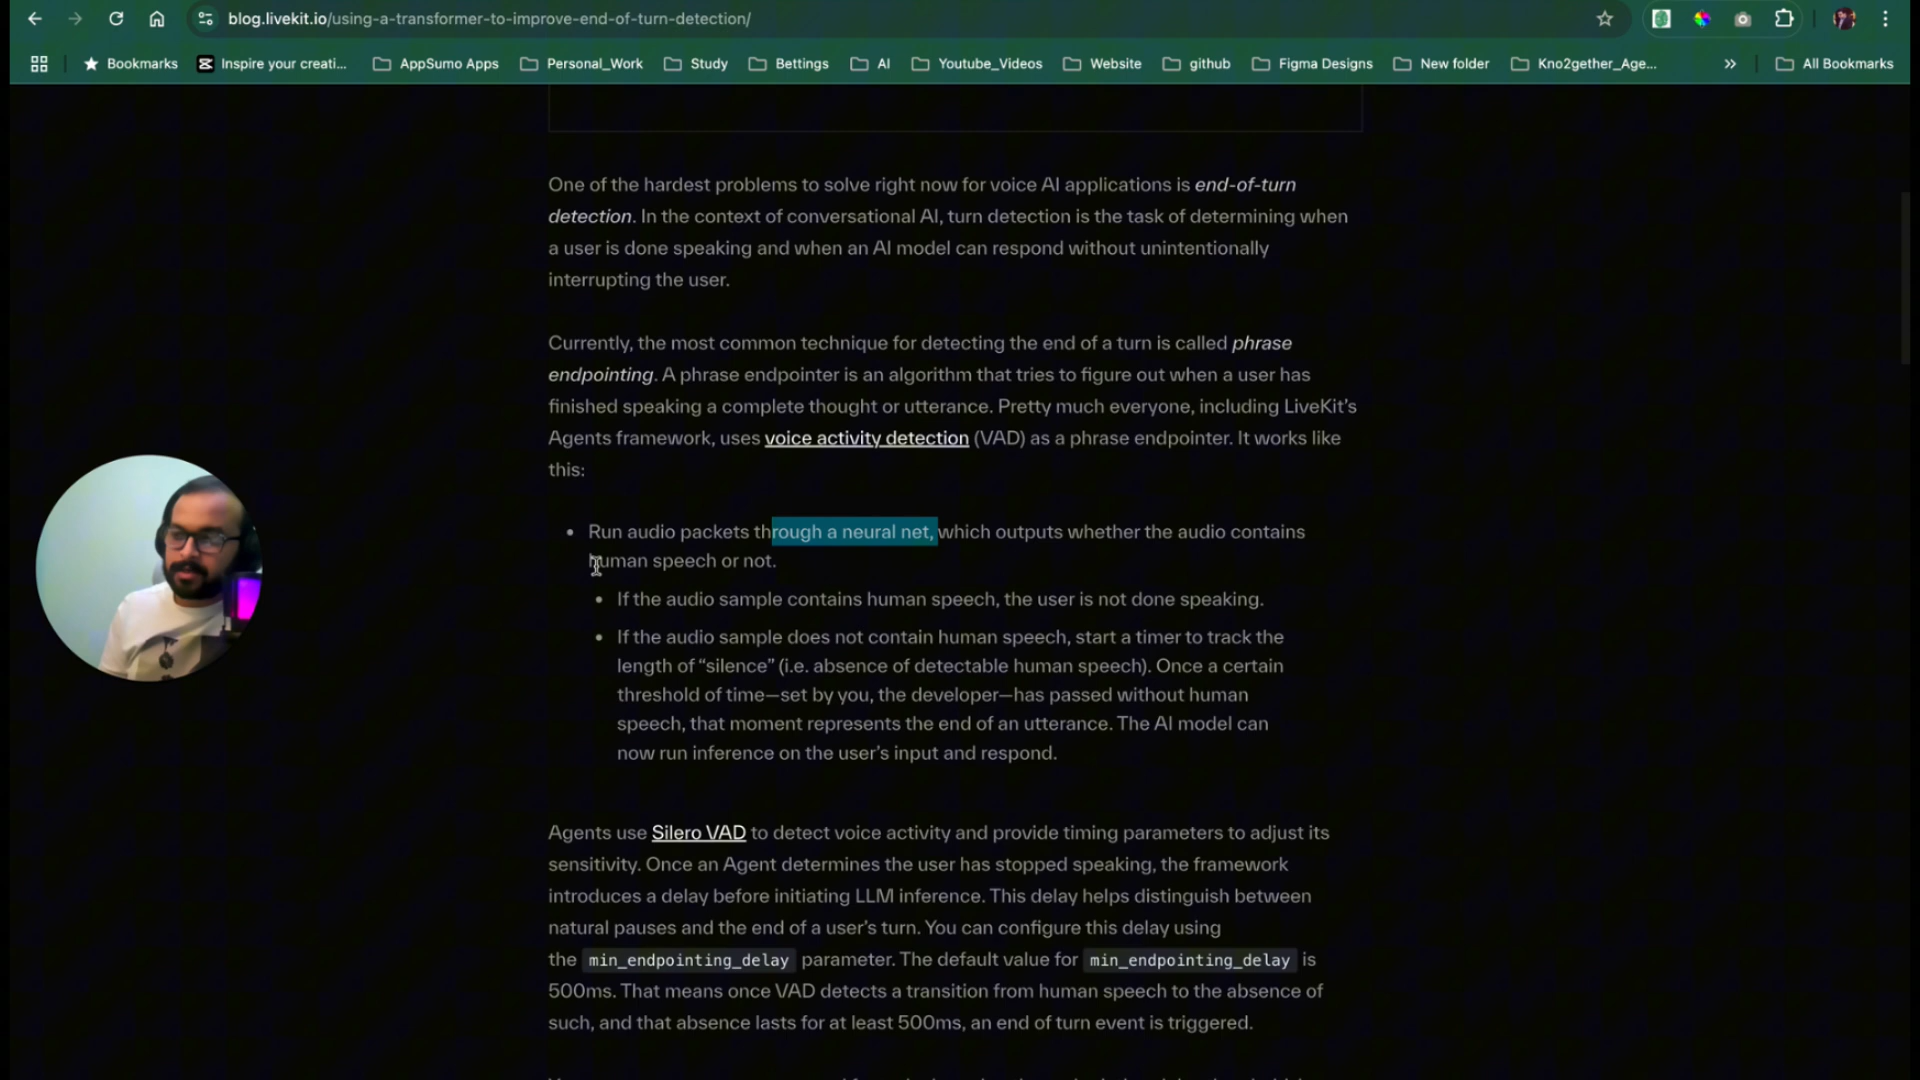 blog.livekit.io/using-a-transformer-to-improve-end-of-turn-detection/
Bookmarks
Inspire your creati...
AppSumo Apps
Personal_Work
Study
Bettings
AI
Youtube_Videos
Website
github
Figma Designs
New folder
Kno2gether_Age...
All Bookmarks
One of the hardest problems to solve right now for voice AI applications is end-of-turn
detection. In the context of conversational AI, turn detection is the task of determining when
a user is done speaking and when an AI model can respond without unintentionally
interrupting the user.
Currently, the most common technique for detecting the end of a turn is called phrase
endpointing. A phrase endpointer is an algorithm that tries to figure out when a user has
finished speaking a complete thought or utterance. Pretty much everyone, including LiveKit’s
Agents framework, uses voice activity detection (VAD) as a phrase endpointer. It works like
this:
Run audio packets through a neural net, which outputs whether the audio contains
human speech or not.
If the audio sample contains human speech, the user is not done speaking.
If the audio sample does not contain human speech, start a timer to track the
length of “silence” (i.e. absence of detectable human speech). Once a certain
threshold of time—set by you, the developer—has passed without human
speech, that moment represents the end of an utterance. The AI model can
now run inference on the user’s input and respond.
Agents use Silero VAD to detect voice activity and provide timing parameters to adjust its
sensitivity. Once an Agent determines the user has stopped speaking, the framework
introduces a delay before initiating LLM inference. This delay helps distinguish between
natural pauses and the end of a user’s turn. You can configure this delay using
the min_endpointing_delay parameter. The default value for min_endpointing_delay is
500ms. That means once VAD detects a transition from human speech to the absence of
such, and that absence lasts for at least 500ms, an end of turn event is triggered.